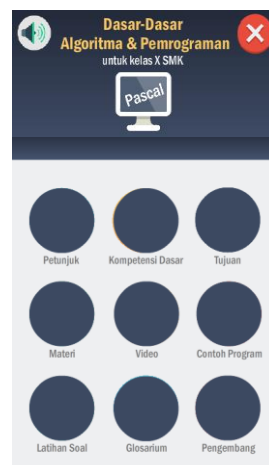 Dasar-Dasar
Algoritma & Pemrograman
untuk kelas X SMK
Pascal
Petunjuk
Kompetensi Dasar
Tujuan
Materi
Video
Contoh Program
Latihan Soal
Glosarium
Pengembang